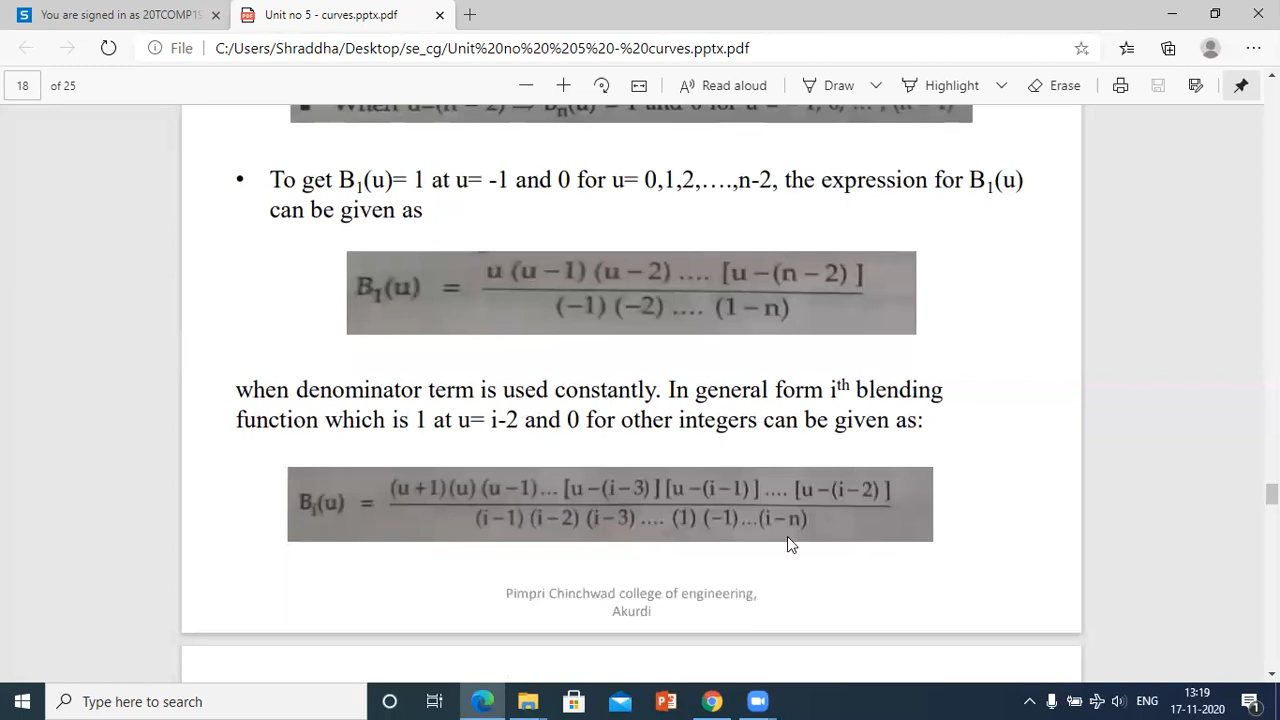 You are signed as 20TCOMP19
Unit no 5 - curves.pptx.pdf
File
C:/Users/Shraddha/Desktop/se_cg/Unit%20no%20%205%20-%20curves.pptx.pdf
18 of 25
Read aloud
Draw
Highlight
Erase
• To get B₁(u)= 1 at u= -1 and 0 for u= 0,1,2,….,n-2, the expression for B₁(u)
can be given as
B₁(u) = u (u – 1) (u – 2) .... [u – (n – 2) ] / (–1) (–2) .... (1 – n)
when denominator term is used constantly. In general form iᵗʰ blending
function which is 1 at u= i-2 and 0 for other integers can be given as:
Bᵢ(u) = (u + 1) (u) (u – 1) ... [u – (i – 3) ] [u – (i – 1) ] .... [u – (i – 2) ] / (i – 1) (i – 2) (i – 3) .... (1) (–1) ... (i – n)
Pimpri Chinchwad college of engineering,
Akurdi
Type here to search
ENG
13:19
17-11-2020
1